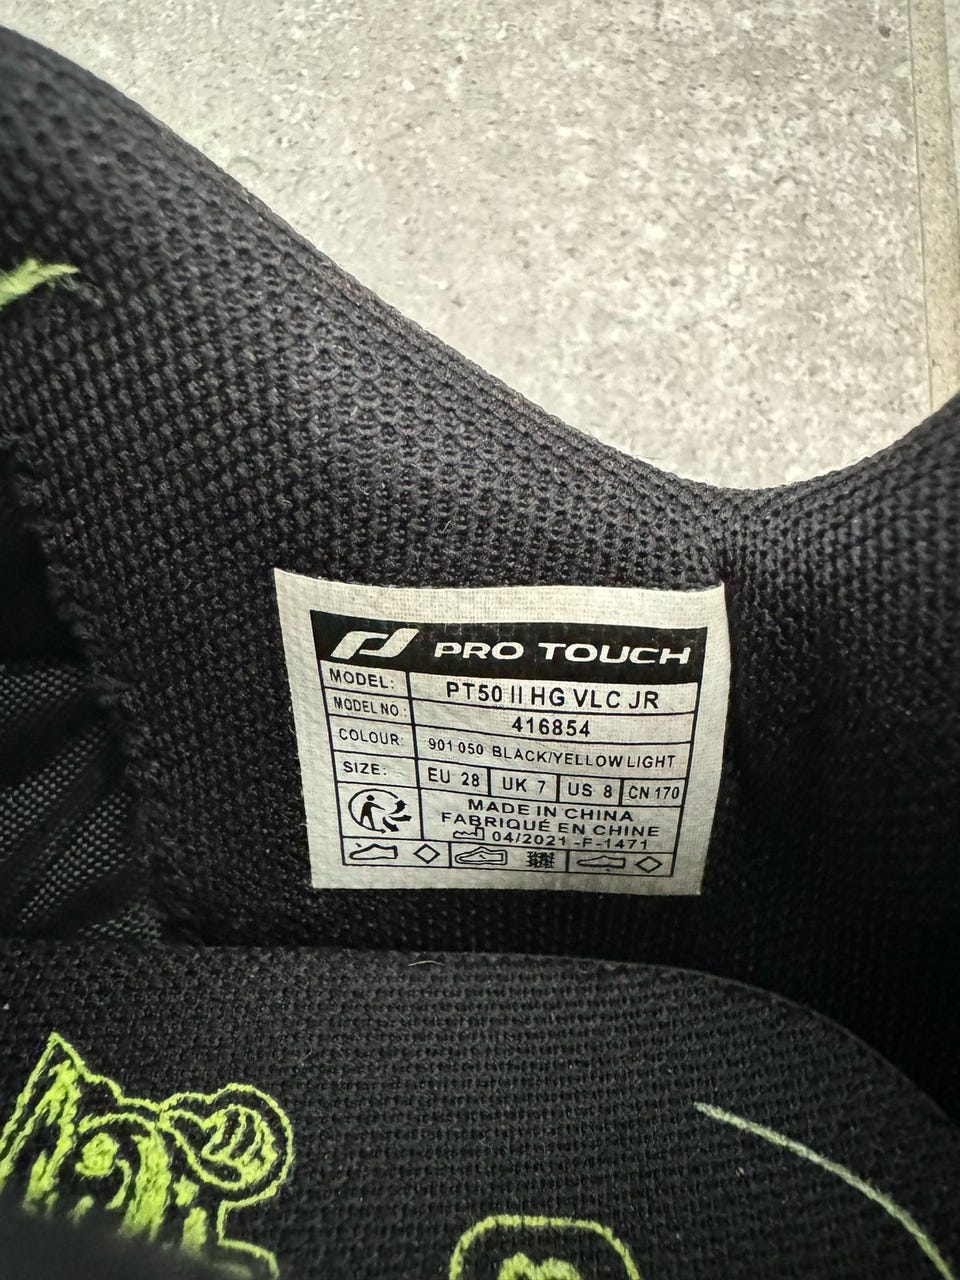 PRO TOUCH
MODEL: PT50 II HG VLC JR
MODEL NO.: 416854
COLOUR: 901 050 BLACK/YELLOW LIGHT
SIZE: EU 28 UK 7 US 8 CN 170
MADE IN CHINA
FABRIQUÉ EN CHINE
04/2021 -F-1471